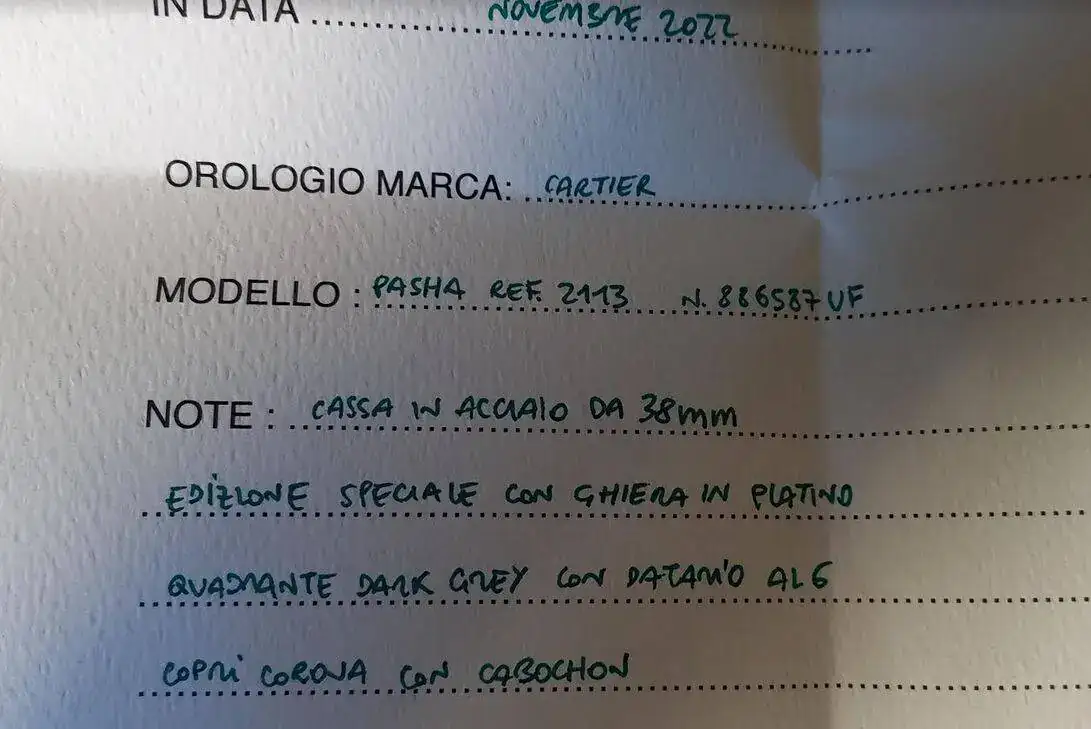 IN DATA NOVEMBRE 2022
OROLOGIO MARCA: CARTIER
MODELLO : PASHA REF. 2113 N. 886587UF
NOTE : CASSA IN ACCIAIO DA 38mm
EDIZIONE SPECIALE CON GHIERA IN PLATINO
QUADRANTE DARK GREY CON DATARIO AL 6
COPRI CORONA CON CABOCHON